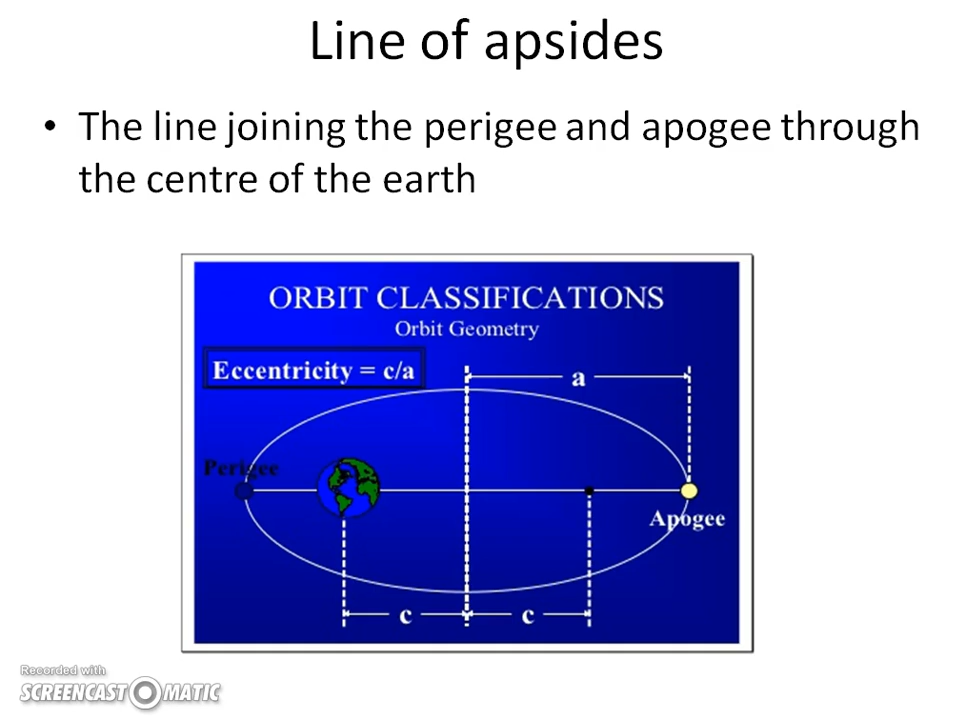 Line of apsides
• The line joining the perigee and apogee through
the centre of the earth
ORBIT CLASSIFICATIONS
Orbit Geometry
Eccentricity = c/a
a
Perigee
Apogee
c
c
Recorded with
SCREENCAST MATIC